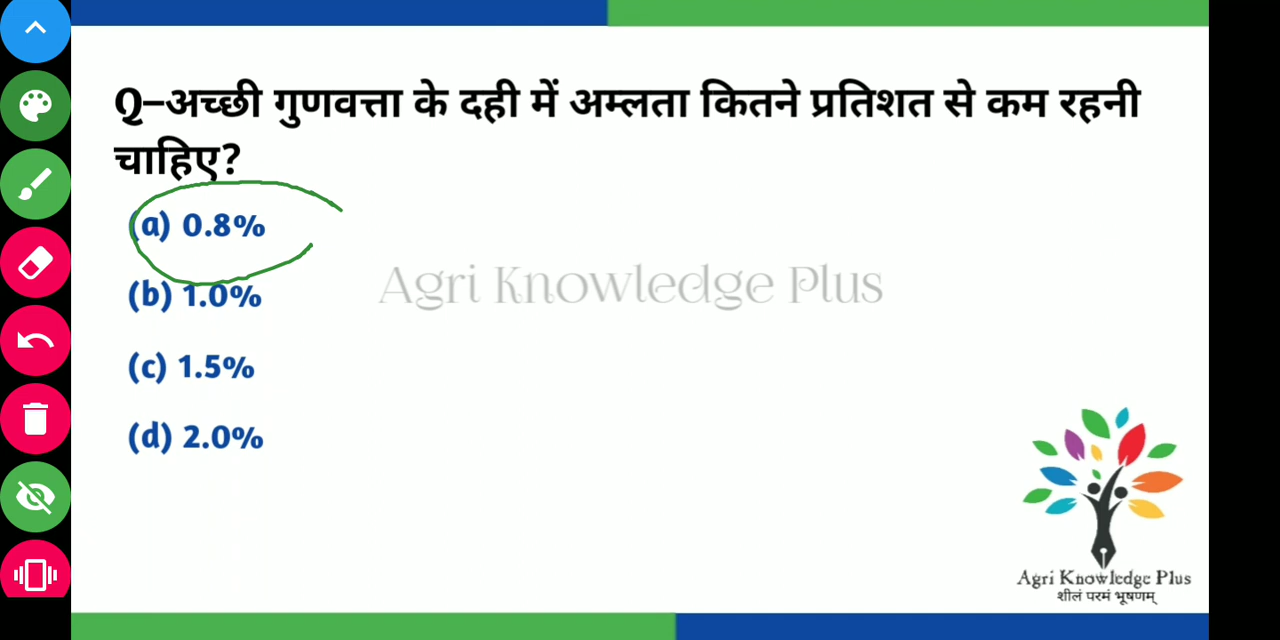 Q–अच्छी गुणवत्ता के दही में अम्लता कितने प्रतिशत से कम रहनी
चाहिए?
(a) 0.8%
(b) 1.0%
(c) 1.5%
(d) 2.0%
Agri Knowledge Plus
Agri Knowledge Plus
शीलं परमं भूषणम्